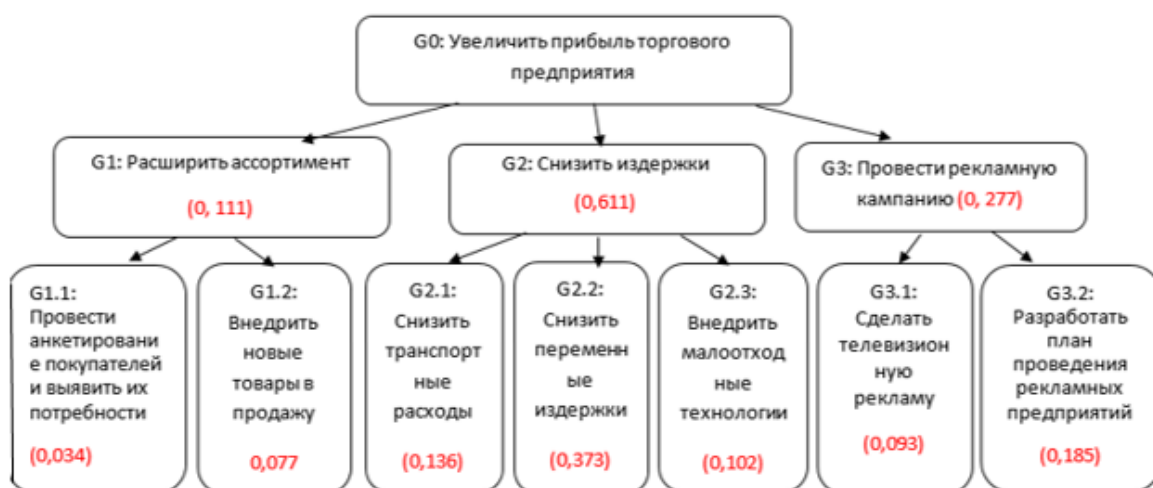 G0: Увеличить прибыль торгового
предприятия
G1: Расширить ассортимент
(0, 111)
G2: Снизить издержки
(0,611)
G3: Провести рекламную
кампанию (0, 277)
G1.1:
Провести
анкетировани
е покупателей
и выявить их
потребности
(0,034)
G1.2:
Внедрить
новые
товары в
продажу
0,077
G2.1:
Снизить
транспорт
ные
расходы
(0,136)
G2.2:
Снизить
переменн
ые
издержки
(0,373)
G2.3:
Внедрить
малоотход
ные
технологии
(0,102)
G3.1:
Сделать
телевизион
ную
рекламу
(0,093)
G3.2:
Разработать
план
проведения
рекламных
предприятий
(0,185)